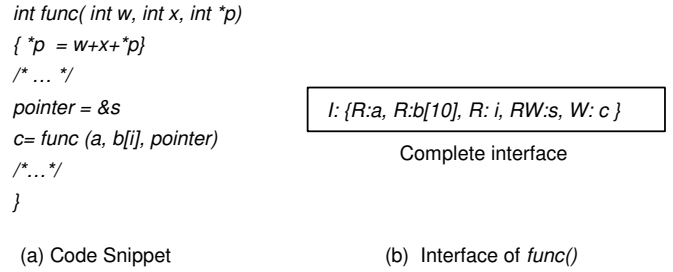 int func( int w, int x, int *p)
{ *p = w+x+*p}
/* … */
pointer = &s
c= func (a, b[i], pointer)
/*…*/
}
(a) Code Snippet
I: {R:a, R:b[10], R: i, RW:s, W: c }
Complete interface
(b) Interface of func()